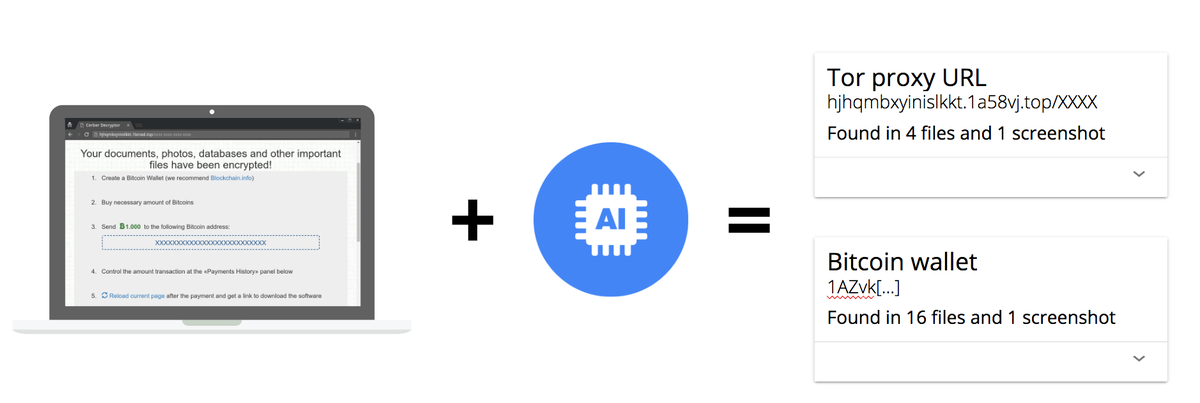 Cerber Decryptor
Your documents, photos, databases and other important
files have been encrypted!
1. Create a Bitcoin Wallet (we recommend Blockchain.info)
2. Buy necessary amount of Bitcoins
3. Send Ƀ1.000 to the following Bitcoin address:
XXXXXXXXXXXXXXXXXXXXXXXXXX
4. Control the amount transaction at the «Payments History» panel below
5. Reload current page after the payment and get a link to download the software
+
AI
=
Tor proxy URL
hjhqmbxyinislkkt.1a58vj.top/XXXX
Found in 4 files and 1 screenshot
Bitcoin wallet
1AZvk[...]
Found in 16 files and 1 screenshot